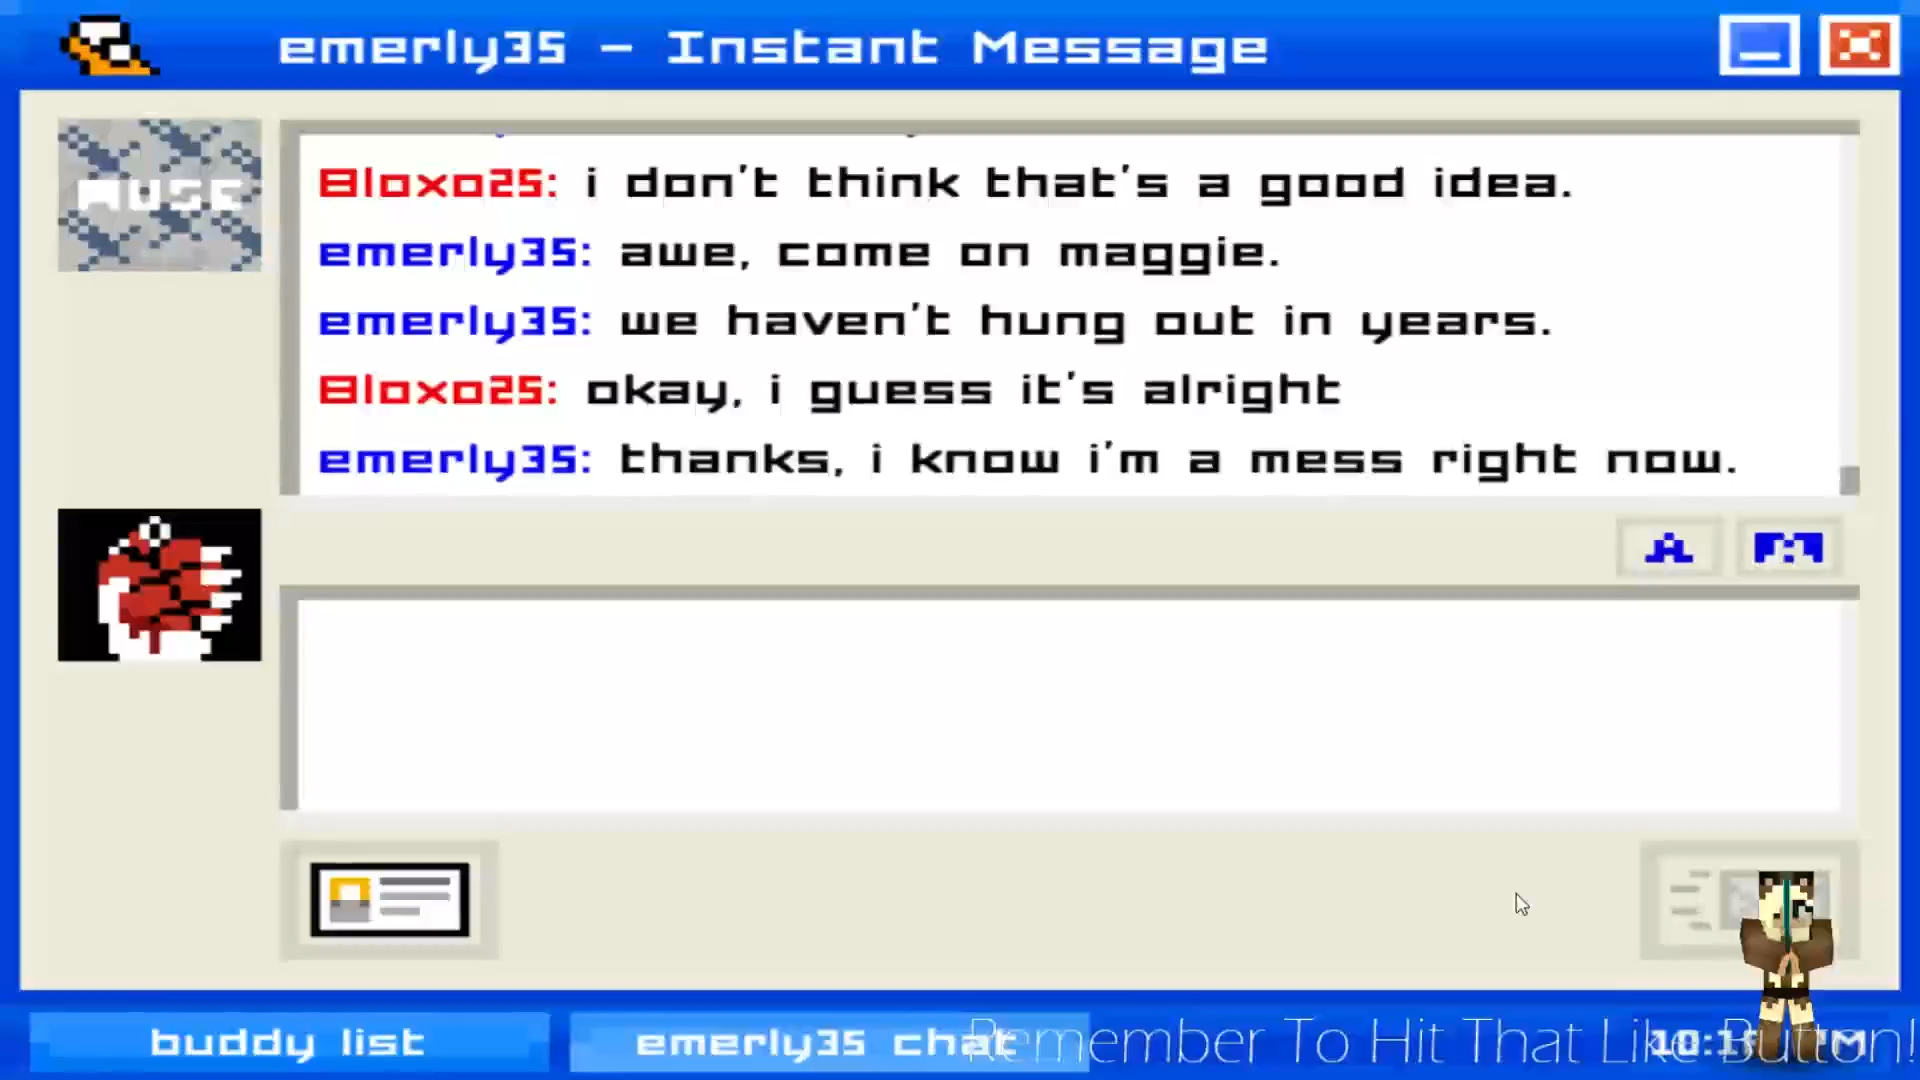 emerly35 - Instant Message
MUSE
Bloxo25: i don't think that's a good idea.
emerly35: awe, come on maggie.
emerly35: we haven't hung out in years.
Bloxo25: okay, i guess it's alright
emerly35: thanks, i know i'm a mess right now.
A
buddy list
emerly35 chat
Remember To Hit That Like Button!